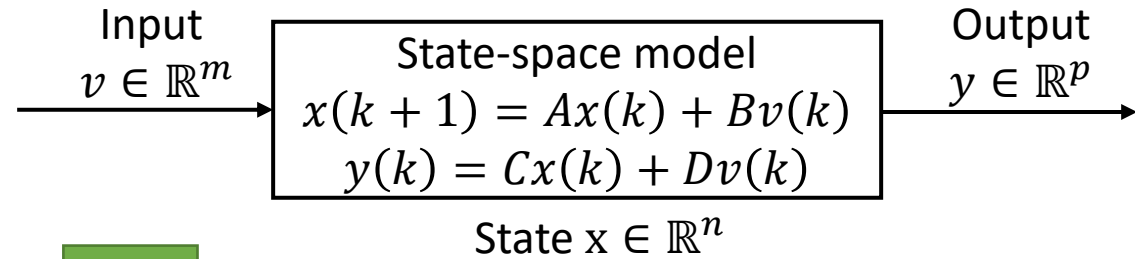 Input
v ∈ ℝ^m
State-space model
x(k + 1) = Ax(k) + Bv(k)
y(k) = Cx(k) + Dv(k)
Output
y ∈ ℝ^p
State x ∈ ℝ^n